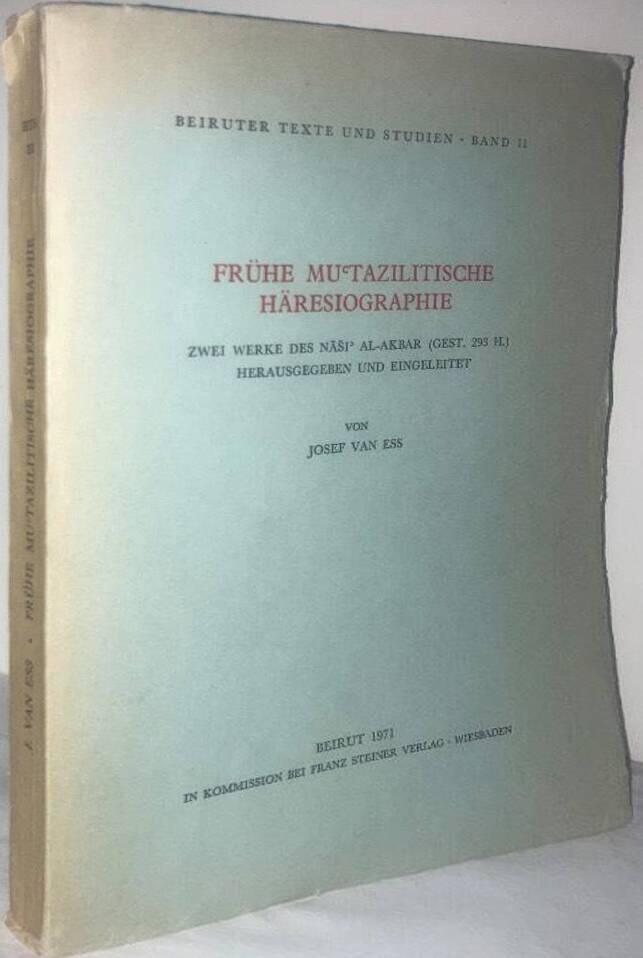 BEIRUTER TEXTE UND STUDIEN · BAND 11
FRÜHE MUʿTAZILITISCHE
HÄRESIOGRAPHIE
ZWEI WERKE DES NĀŠIʾ AL-AKBAR (GEST. 293 H.)
HERAUSGEGEBEN UND EINGELEITET
VON
JOSEF VAN ESS
BEIRUT 1971
IN KOMMISSION BEI FRANZ STEINER VERLAG · WIESBADEN
J. VAN ESS · FRÜHE MUʿTAZILITISCHE HÄRESIOGRAPHIE